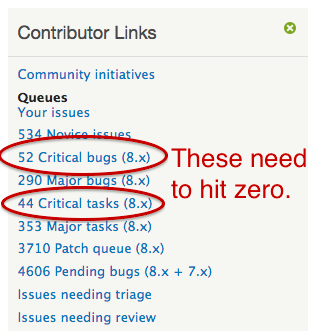 Contributor Links
Community initiatives
Queues
Your issues
534 Novice issues
52 Critical bugs (8.x)
290 Major bugs (8.x)
44 Critical tasks (8.x)
353 Major tasks (8.x)
3710 Patch queue (8.x)
4606 Pending bugs (8.x + 7.x)
Issues needing triage
Issues needing review
These need
to hit zero.